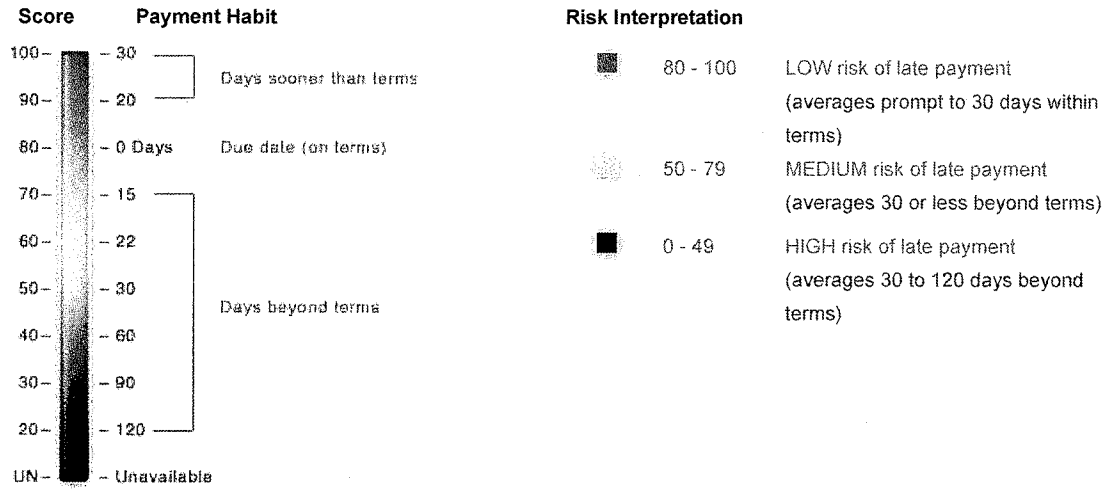 Score Payment Habit
100 – – 30
Days sooner than terms
90 – – 20
80 – – 0 Days Due date (on terms)
70 – – 15
60 – – 22
50 – – 30
Days beyond terms
40 – – 60
30 – – 90
20 – – 120
UN – – Unavailable
Risk Interpretation
80 - 100 LOW risk of late payment
(averages prompt to 30 days within
terms)
50 - 79 MEDIUM risk of late payment
(averages 30 or less beyond terms)
0 - 49 HIGH risk of late payment
(averages 30 to 120 days beyond
terms)